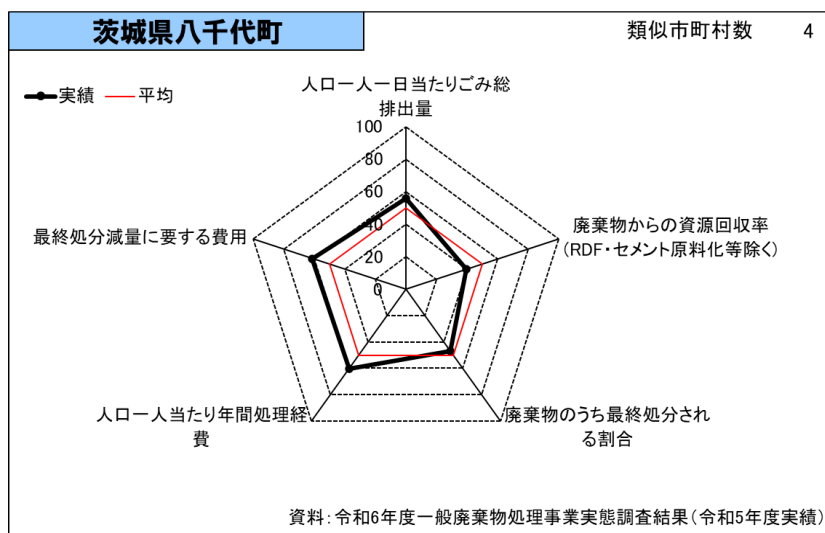 茨城県八千代町
類似市町村数 4
実績 平均
人口一人一日当たりごみ総
排出量
100
80
60
40
20
0
廃棄物からの資源回収率
(RDF・セメント原料化等除く)
最終処分減量に要する費用
人口一人当たり年間処理経
費
廃棄物のうち最終処分され
る割合
資料:令和6年度一般廃棄物処理事業実態調査結果(令和5年度実績)